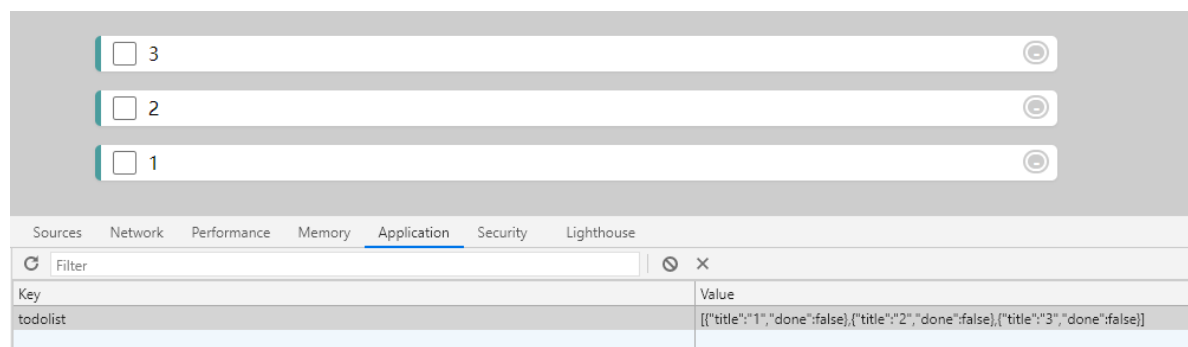 3
2
1
Sources Network Performance Memory Application Security Lighthouse
Filter
Key Value
todolist [{"title":"1","done":false},{"title":"2","done":false},{"title":"3","done":false}]